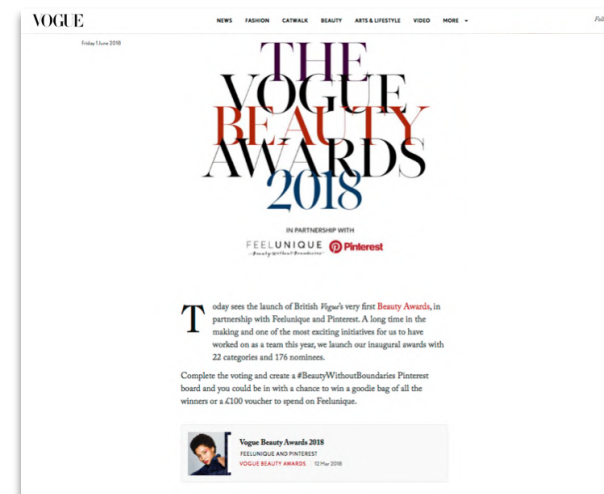 VOGUE
NEWS FASHION CATWALK BEAUTY ARTS & LIFESTYLE VIDEO MORE
Friday 1 June 2018
THE
VOGUE
BEAUTY
AWARDS
2018
IN PARTNERSHIP WITH
FEELUNIQUE
Beauty Without Boundaries
Pinterest
Today sees the launch of British Vogue's very first Beauty Awards, in
partnership with Feelunique and Pinterest. A long time in the
making and one of the most exciting initiatives for us to have
worked on as a team this year, we launch our inaugural awards with
22 categories and 176 nominees.
Complete the voting and create a #BeautyWithoutBoundaries Pinterest
board and you could be in with a chance to win a goodie bag of all the
winners or a £100 voucher to spend on Feelunique.
Vogue Beauty Awards 2018
FEELUNIQUE AND PINTEREST
VOGUE BEAUTY AWARDS 12 Mar 2018